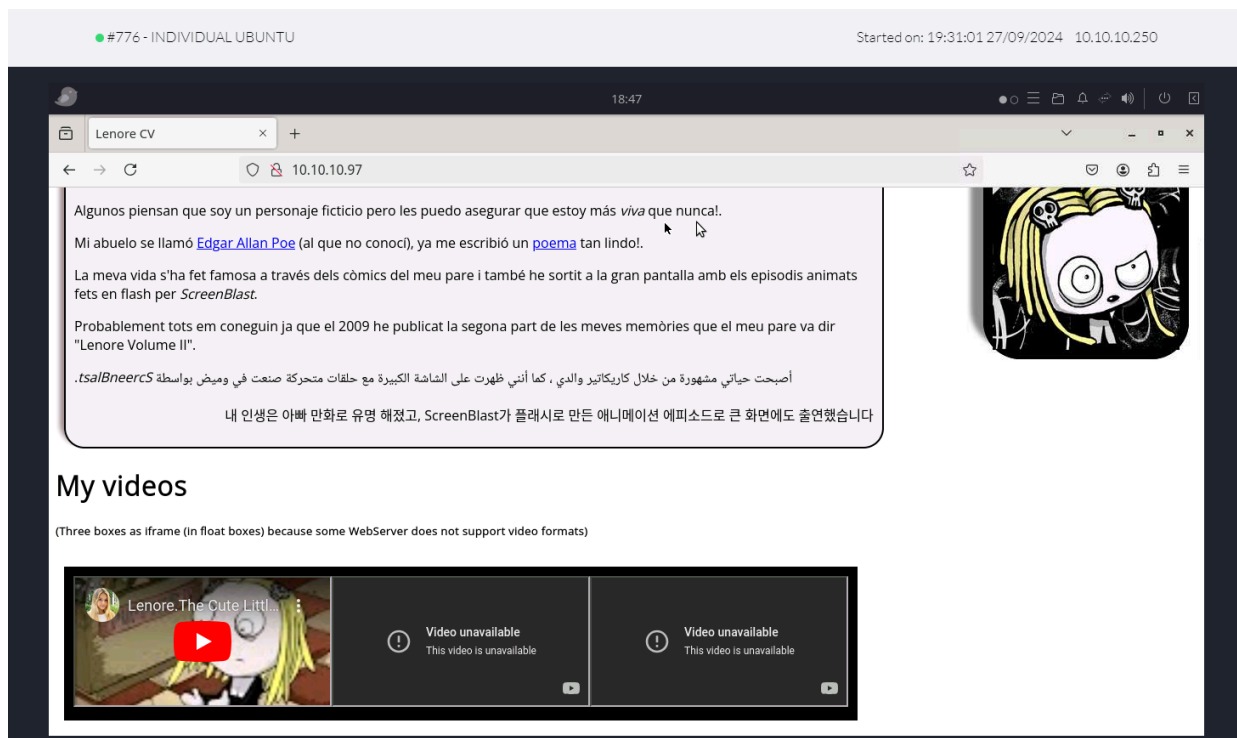 #776 - INDIVIDUAL UBUNTU
Started on: 19:31:01 27/09/2024 10.10.10.250
18:47
Lenore CV
10.10.10.97
Algunos piensan que soy un personaje ficticio pero les puedo asegurar que estoy más viva que nunca!.
Mi abuelo se llamó Edgar Allan Poe (al que no conocí), ya me escribió un poema tan lindo!.
La meva vida s'ha fet famosa a través dels còmics del meu pare i també he sortit a la gran pantalla amb els episodis animats
fets en flash per ScreenBlast.
Probablement tots em coneguin ja que el 2009 he publicat la segona part de les meves memòries que el meu pare va dir
"Lenore Volume II".
أصبحت حياتي مشهورة من خلال كاريكاتير والدي ، كما أنني ظهرت على الشاشة الكبيرة مع حلقات متحركة صنعت في وميض بواسطة tsalBneercS.
내 인생은 아빠 만화로 유명 해졌고, ScreenBlast가 플래시로 만든 애니메이션 에피소드로 큰 화면에도 출연했습니다
My videos
(Three boxes as iframe (in float boxes) because some WebServer does not support video formats)
Lenore.The Cute Littl...
Video unavailable
This video is unavailable
Video unavailable
This video is unavailable